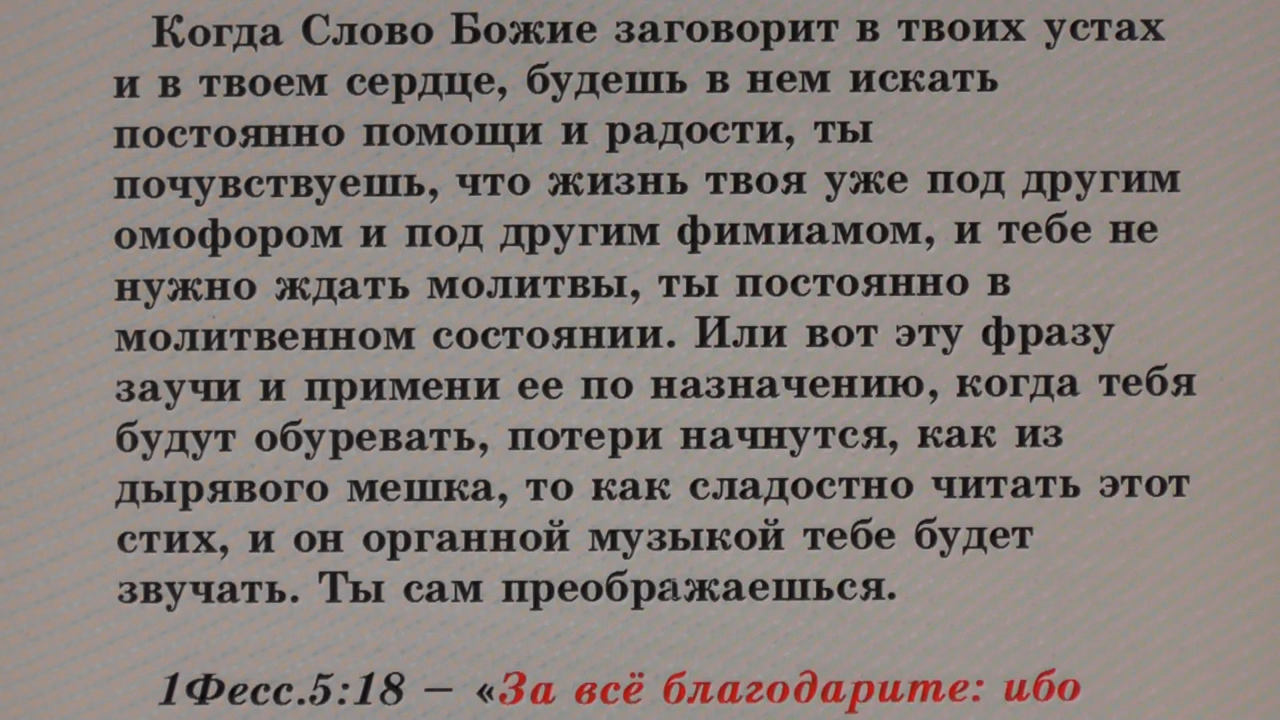 Когда Слово Божие заговорит в твоих устах
и в твоем сердце, будешь в нем искать
постоянно помощи и радости, ты
почувствуешь, что жизнь твоя уже под другим
омофором и под другим фимиамом, и тебе не
нужно ждать молитвы, ты постоянно в
молитвенном состоянии. Или вот эту фразу
заучи и примени ее по назначению, когда тебя
будут обуревать, потери начнутся, как из
дырявого мешка, то как сладостно читать этот
стих, и он органной музыкой тебе будет
звучать. Ты сам преображаешься.
1Фесс.5:18 – «За всё благодарите: ибо